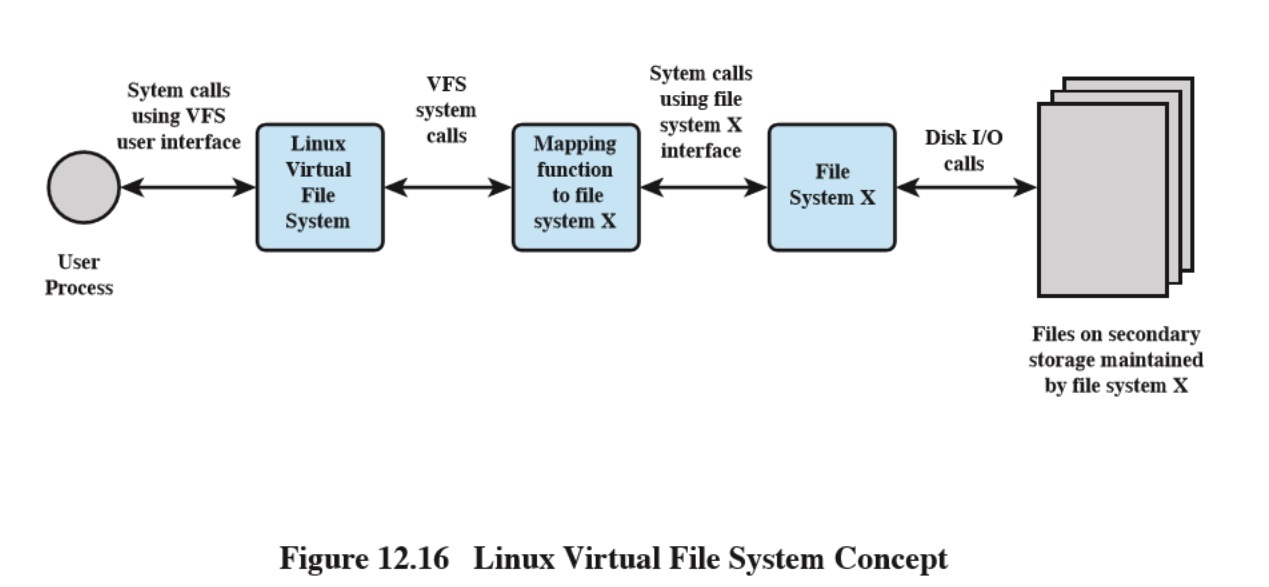 Sytem calls
using VFS
user interface
VFS
system
calls
Sytem calls
using file
system X
interface
Disk I/O
calls
Linux
Virtual
File
System
Mapping
function
to file
system X
File
System X
User
Process
Files on secondary
storage maintained
by file system X
Figure 12.16 Linux Virtual File System Concept